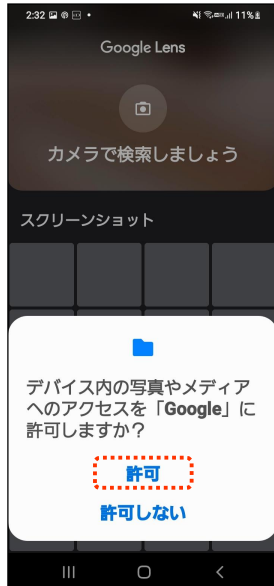 2:32
11%
Google Lens
カメラで検索しましょう
スクリーンショット
デバイス内の写真やメディア
へのアクセスを「Google」に
許可しますか？
許可
許可しない